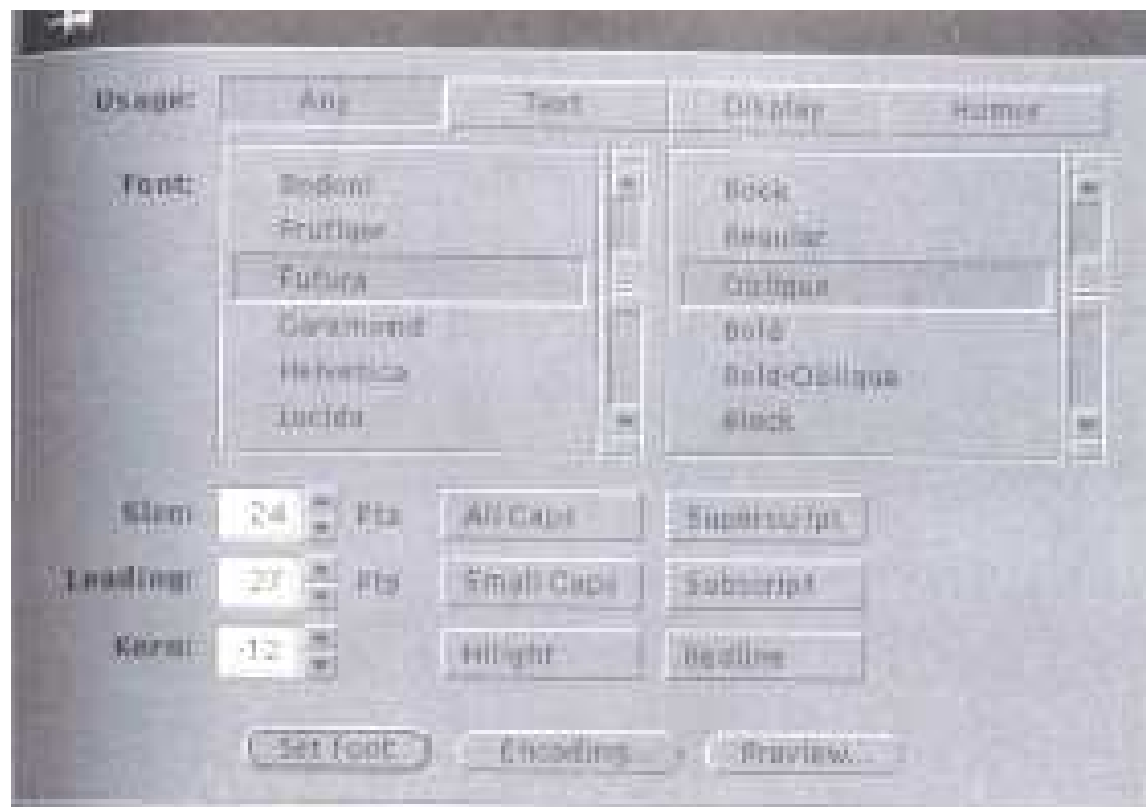 Usage: Any Text Display Humor
Font:
Bodoni
Frutiger
Futura
Garamond
Helvetica
Lucida
Book
Regular
Oblique
Bold
Bold-Oblique
Black
Size: 24 Pts All Caps Superscript
Leading: 27 Pts Small Caps Subscript
Kern: -12 Hilight Redline
Set font Encoding... Preview...